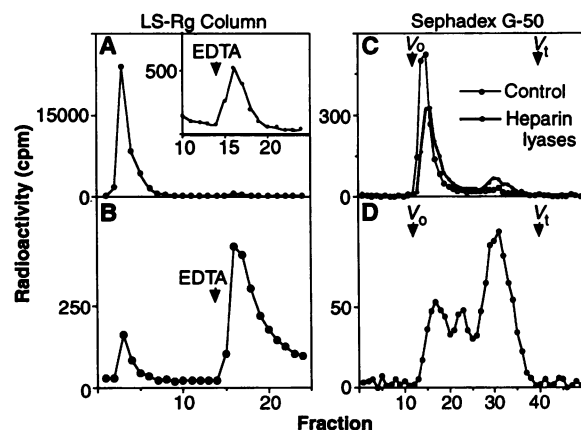 LS-Rg Column
Sephadex G-50
A
EDTA
500
10 15 20
15000
0
C
Vo
Vt
Control
Heparin lyases
300
0
B
EDTA
250
0
10 20
D
Vo
Vt
50
0
0 10 20 30 40
Radioactivity (cpm)
Fraction